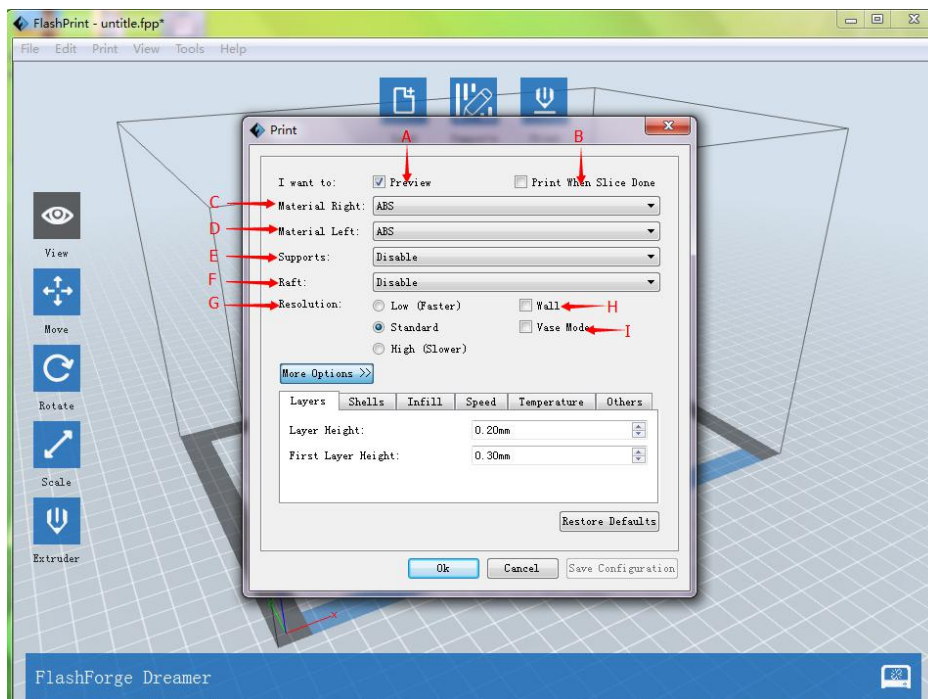 FlashPrint - untitle.fpp*
File Edit Print View Tools Help
Print
A
B
I want to: Preview Print When Slice Done
C Material Right: ABS
D Material Left: ABS
E Supports: Disable
F Raft: Disable
G Resolution: Low (Faster) Wall H
Standard Vase Mode I
High (Slower)
More Options >>
Layers Shells Infill Speed Temperature Others
Layer Height: 0.20mm
First Layer Height: 0.30mm
Restore Defaults
Ok Cancel Save Configuration
View
Move
Rotate
Scale
Extruder
x
FlashForge Dreamer